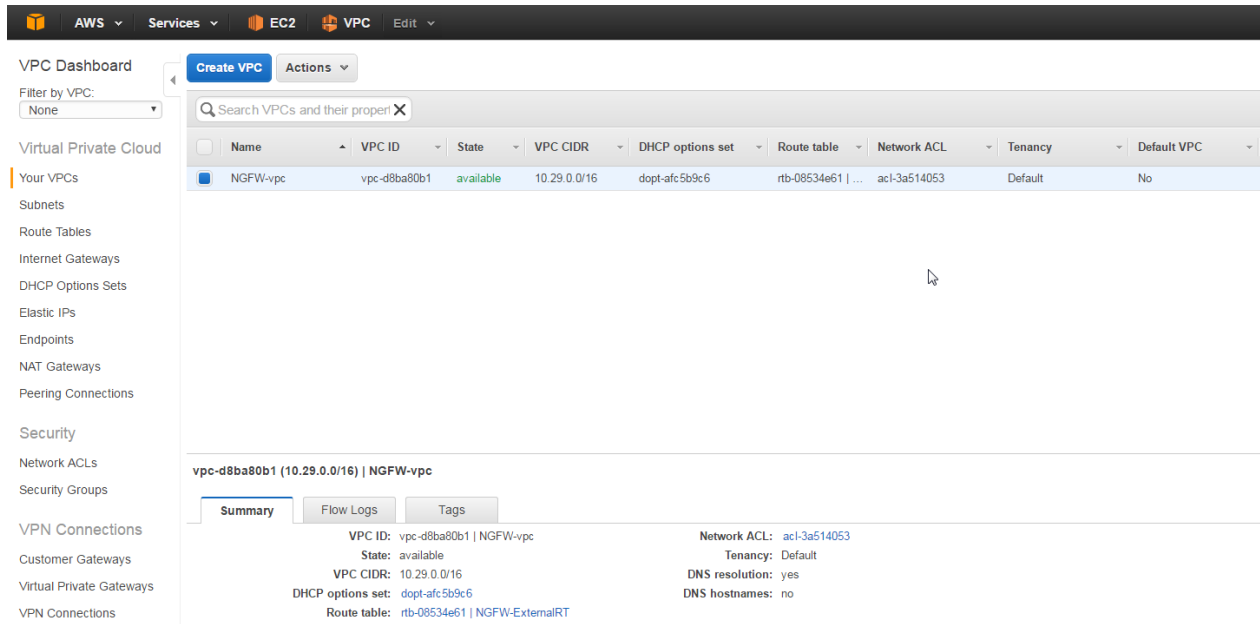 AWS Services EC2 VPC Edit
VPC Dashboard
Filter by VPC:
None
Virtual Private Cloud
Your VPCs
Subnets
Route Tables
Internet Gateways
DHCP Options Sets
Elastic IPs
Endpoints
NAT Gateways
Peering Connections
Security
Network ACLs
Security Groups
VPN Connections
Customer Gateways
Virtual Private Gateways
VPN Connections
Create VPC Actions
Search VPCs and their propert
Name VPC ID State VPC CIDR DHCP options set Route table Network ACL Tenancy Default VPC
NGFW-vpc vpc-d8ba80b1 available 10.29.0.0/16 dopt-afc5b9c6 rtb-08534e61 | ... acl-3a514053 Default No
vpc-d8ba80b1 (10.29.0.0/16) | NGFW-vpc
Summary Flow Logs Tags
VPC ID: vpc-d8ba80b1 | NGFW-vpc
State: available
VPC CIDR: 10.29.0.0/16
DHCP options set: dopt-afc5b9c6
Route table: rtb-08534e61 | NGFW-ExternalRT
Network ACL: acl-3a514053
Tenancy: Default
DNS resolution: yes
DNS hostnames: no